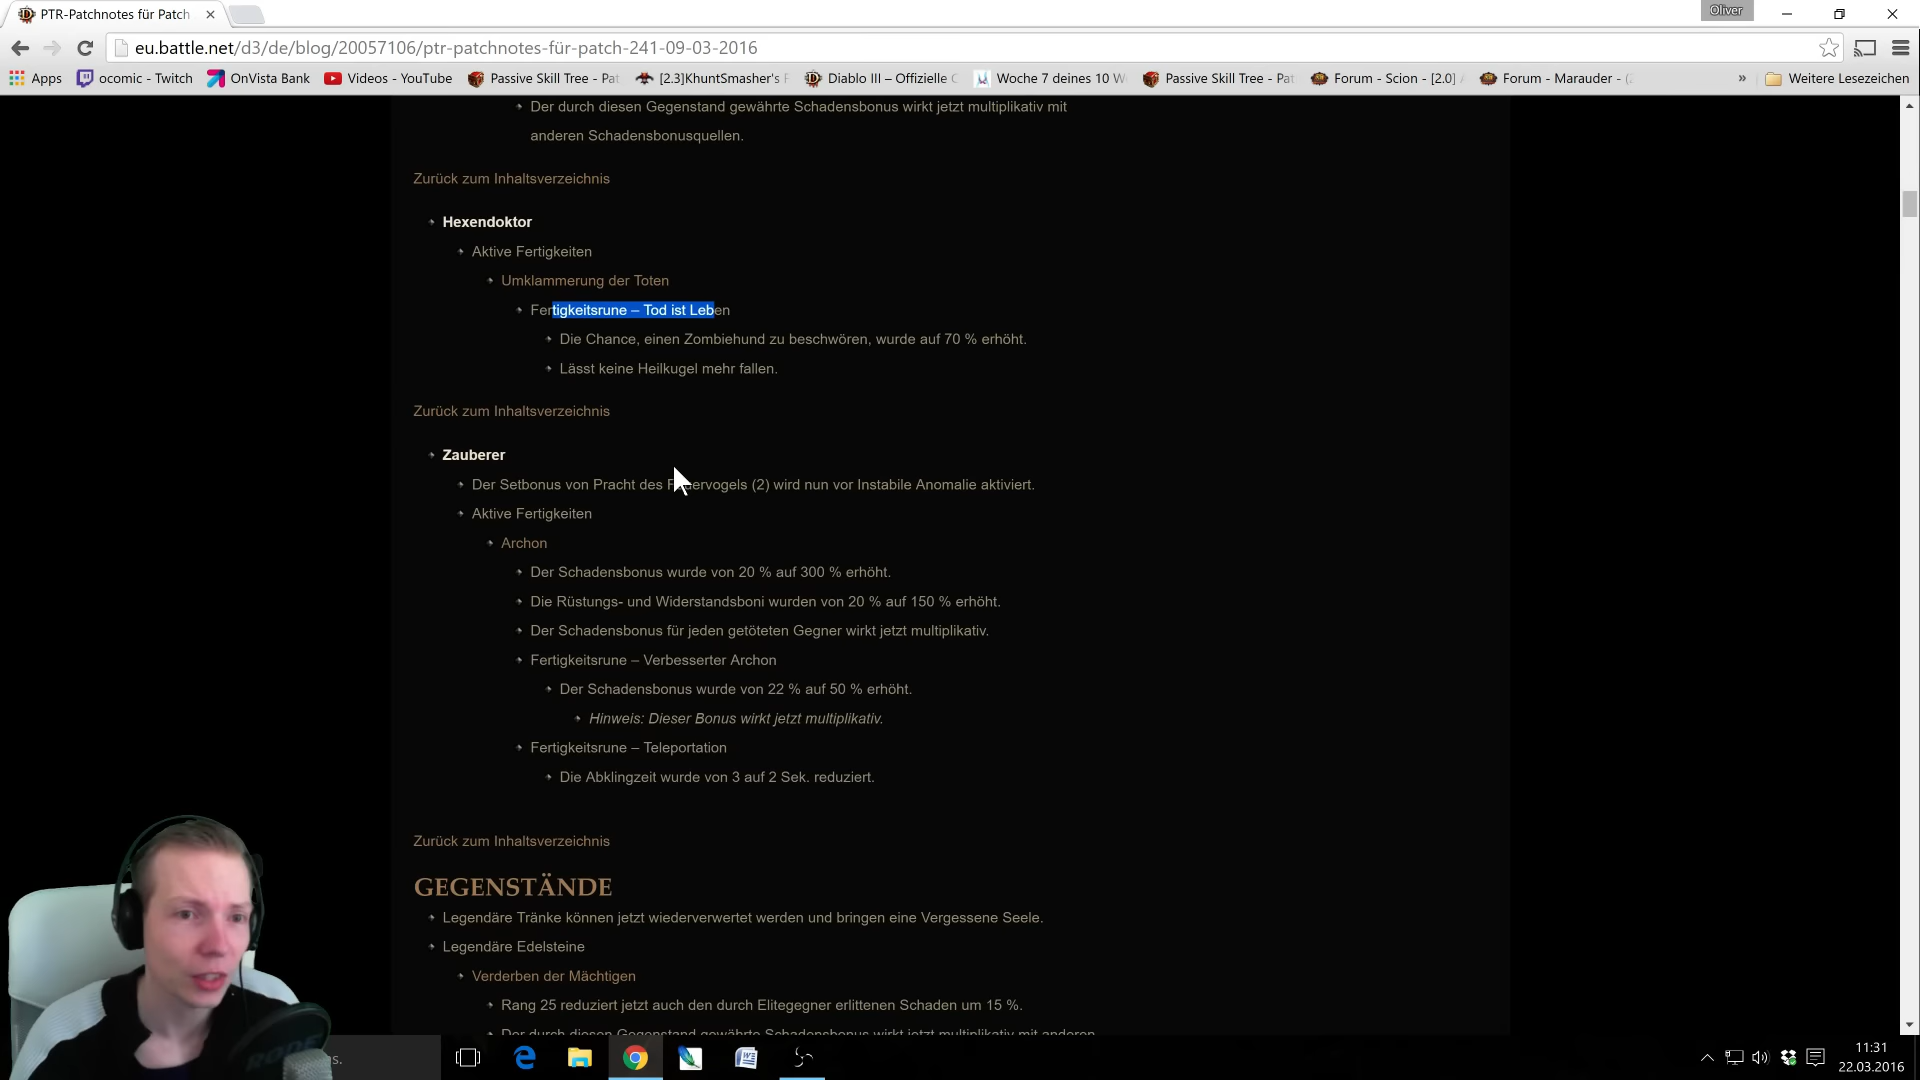 PTR-Patchnotes für Patch
Oliver
eu.battle.net/d3/de/blog/20057106/ptr-patchnotes-für-patch-241-09-03-2016
Apps ocomic - Twitch OnVista Bank Videos - YouTube Passive Skill Tree - Pat [2.3]KhuntSmasher's Diablo III – Offizielle Woche 7 deines 10 W Passive Skill Tree - Pat Forum - Scion - [2.0] Forum - Marauder - » Weitere Lesezeichen
Der durch diesen Gegenstand gewährte Schadensbonus wirkt jetzt multiplikativ mit
anderen Schadensbonusquellen.
Zurück zum Inhaltsverzeichnis
Hexendoktor
Aktive Fertigkeiten
Umklammerung der Toten
Fertigkeitsrune – Tod ist Leben
Die Chance, einen Zombiehund zu beschwören, wurde auf 70 % erhöht.
Lässt keine Heilkugel mehr fallen.
Zurück zum Inhaltsverzeichnis
Zauberer
Der Setbonus von Pracht des Feuervogels (2) wird nun vor Instabile Anomalie aktiviert.
Aktive Fertigkeiten
Archon
Der Schadensbonus wurde von 20 % auf 300 % erhöht.
Die Rüstungs- und Widerstandsboni wurden von 20 % auf 150 % erhöht.
Der Schadensbonus für jeden getöteten Gegner wirkt jetzt multiplikativ.
Fertigkeitsrune – Verbesserter Archon
Der Schadensbonus wurde von 22 % auf 50 % erhöht.
Hinweis: Dieser Bonus wirkt jetzt multiplikativ.
Fertigkeitsrune – Teleportation
Die Abklingzeit wurde von 3 auf 2 Sek. reduziert.
Zurück zum Inhaltsverzeichnis
GEGENSTÄNDE
Legendäre Tränke können jetzt wiederverwertet werden und bringen eine Vergessene Seele.
Legendäre Edelsteine
Verderben der Mächtigen
Rang 25 reduziert jetzt auch den durch Elitegegner erlittenen Schaden um 15 %.
Der durch diesen Gegenstand gewährte Schadensbonus wirkt jetzt multiplikativ mit anderen
RODE
11:31
22.03.2016